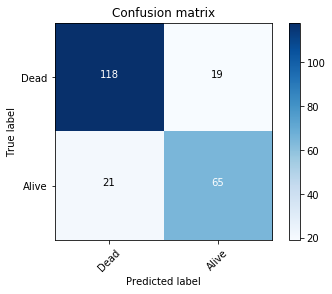 Confusion matrix
True label
Dead
118
19
Alive
21
65
Dead
Alive
Predicted label
100
80
60
40
20